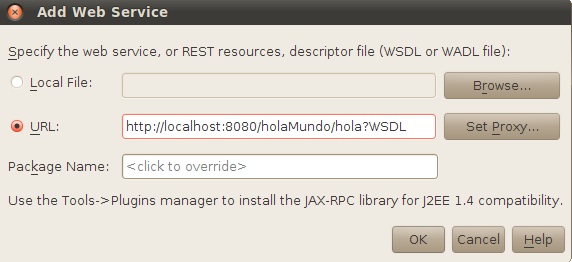 Add Web Service
Specify the web service, or REST resources, descriptor file (WSDL or WADL file):
Local File:
Browse...
URL:
http://localhost:8080/holaMundo/hola?WSDL
Set Proxy...
Package Name:
<click to override>
Use the Tools->Plugins manager to install the JAX-RPC library for J2EE 1.4 compatibility.
OK
Cancel
Help